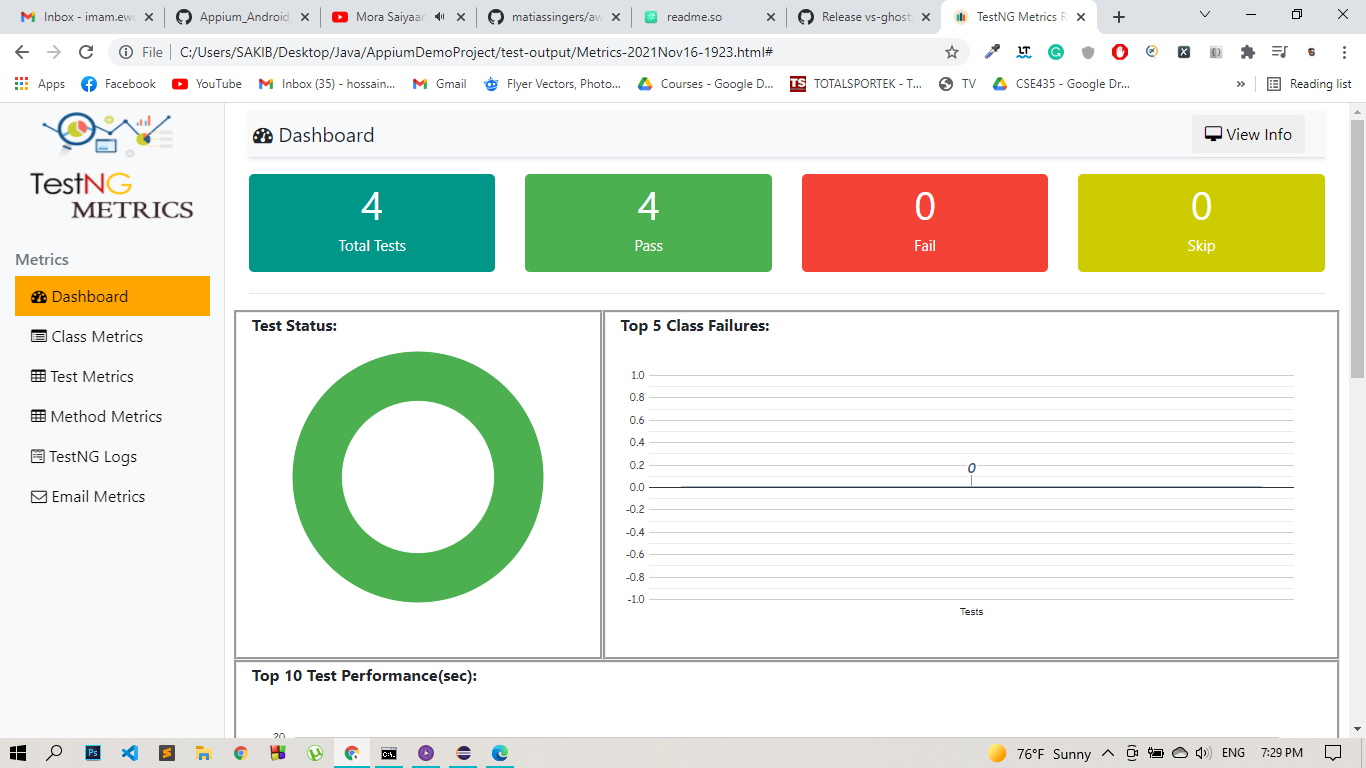 Inbox - imam.ewu
Appium_Android
Mora Saiyaan
matiassingers/aw
readme.so
Release vs-ghost
TestNG Metrics R
File
C:/Users/SAKIB/Desktop/Java/AppiumDemoProject/test-output/Metrics-2021Nov16-1923.html#
Apps
Facebook
YouTube
Inbox (35) - hossain...
Gmail
Flyer Vectors, Photo...
Courses - Google D...
TS
TOTALSPORTEK - T...
TV
CSE435 - Google Dr...
»
Reading list
TestNG
METRICS
Metrics
Dashboard
Class Metrics
Test Metrics
Method Metrics
TestNG Logs
Email Metrics
Dashboard
View Info
4
Total Tests
4
Pass
0
Fail
0
Skip
Test Status:
Top 5 Class Failures:
1.0
0.8
0.6
0.4
0.2
0.0
-0.2
-0.4
-0.6
-0.8
-1.0
0
Tests
Top 10 Test Performance(sec):
76°F Sunny
ENG
7:29 PM